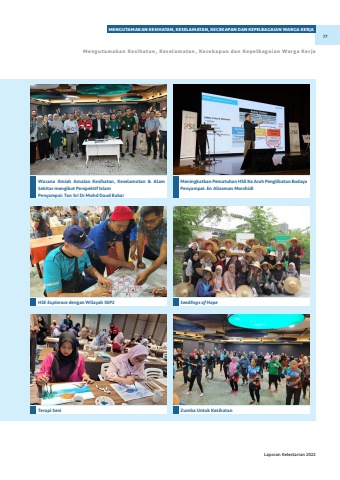 MENGUTAMAKAN KESIHATAN, KESELAMATAN, KECEKAPAN DAN KEPELBAGAIAN WARGA KERJA
77
Mengutamakan Kesihatan, Keselamatan, Kecekapan dan Kepelbagaian Warga Kerja
Wacana Ilmiah Amalan Kesihatan, Keselamatan & Alam
Sekitar mengikut Perspektif Islam
Penyampai: Tan Sri Dr Mohd Daud Bakar
Meningkatkan Pematuhan HSE Ke Arah Penglibatan Budaya
Penyampai: En Alizaman Morshidi
HSE Explorace dengan Wilayah SEP2
Seedlings of Hope
Terapi Seni
Zumba Untuk Kesihatan
Laporan Kelestarian 2022